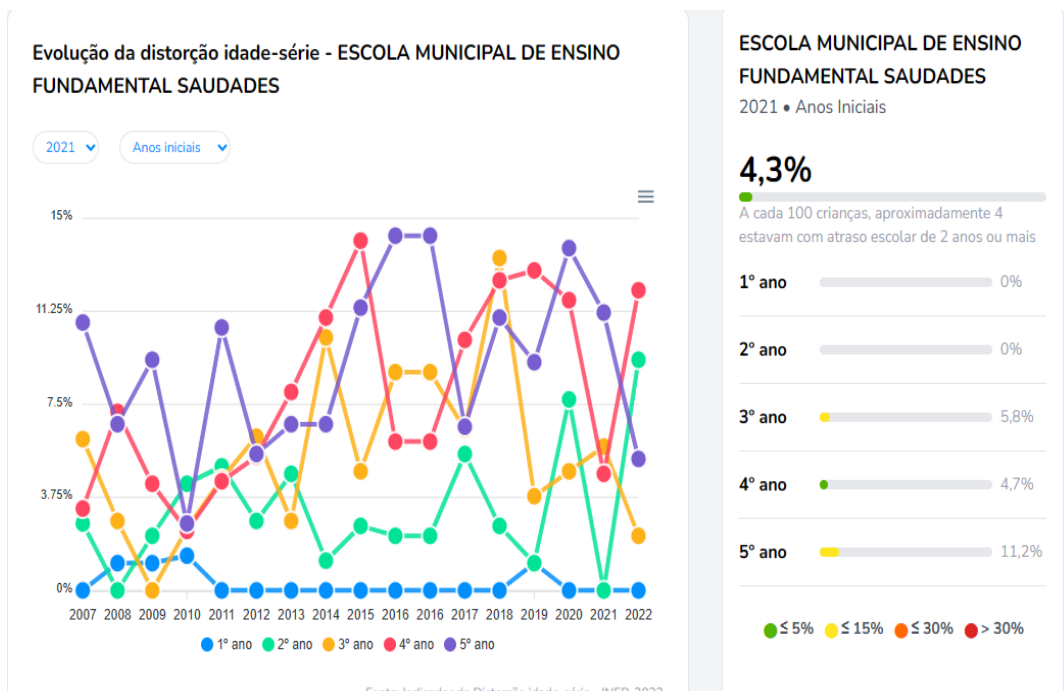 Evolução da distorção idade-série - ESCOLA MUNICIPAL DE ENSINO
FUNDAMENTAL SAUDADES
2021
Anos iniciais
15%
11.25%
7.5%
3.75%
0%
2007 2008 2009 2010 2011 2012 2013 2014 2015 2016 2016 2017 2018 2019 2020 2021 2022
1º ano 2º ano 3º ano 4º ano 5º ano
ESCOLA MUNICIPAL DE ENSINO
FUNDAMENTAL SAUDADES
2021 • Anos Iniciais
4,3%
A cada 100 crianças, aproximadamente 4
estavam com atraso escolar de 2 anos ou mais
1º ano 0%
2º ano 0%
3º ano 5,8%
4º ano 4,7%
5º ano 11,2%
≤ 5% ≤ 15% ≤ 30% > 30%